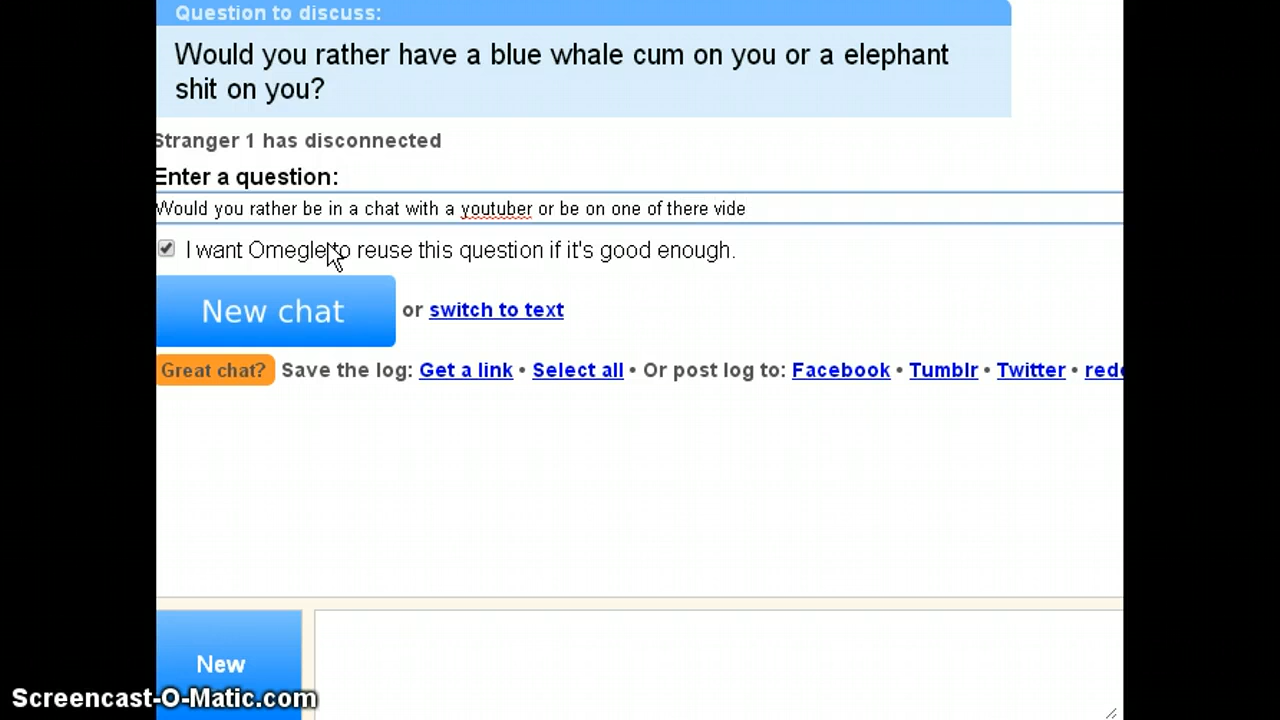 Question to discuss:
Would you rather have a blue whale cum on you or a elephant
shit on you?
Stranger 1 has disconnected
Enter a question:
Would you rather be in a chat with a youtuber or be on one of there vide
I want Omegle to reuse this question if it's good enough.
New chat or switch to text
Great chat? Save the log: Get a link • Select all • Or post log to: Facebook • Tumblr • Twitter •
New
Screencast-O-Matic.com